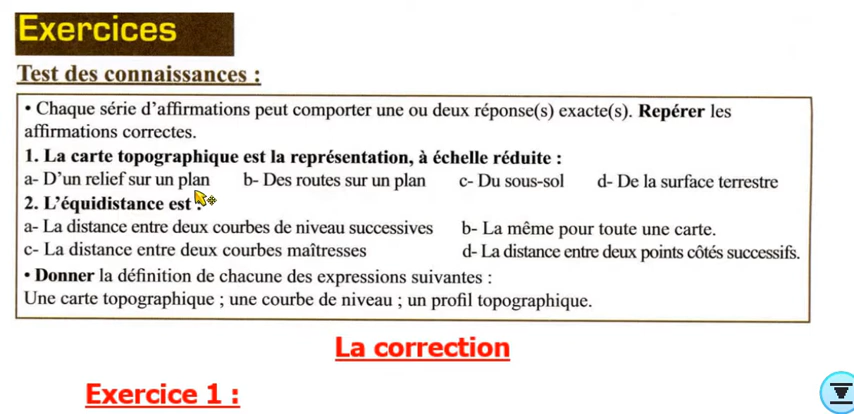 Exercices
Test des connaissances :
• Chaque série d'affirmations peut comporter une ou deux réponse(s) exacte(s). Repérer les
affirmations correctes.
1. La carte topographique est la représentation, à échelle réduite :
a- D'un relief sur un plan b- Des routes sur un plan c- Du sous-sol d- De la surface terrestre
2. L'équidistance est :
a- La distance entre deux courbes de niveau successives b- La même pour toute une carte.
c- La distance entre deux courbes maîtresses d- La distance entre deux points côtés successifs.
• Donner la définition de chacune des expressions suivantes :
Une carte topographique ; une courbe de niveau ; un profil topographique.
La correction
Exercice 1 :